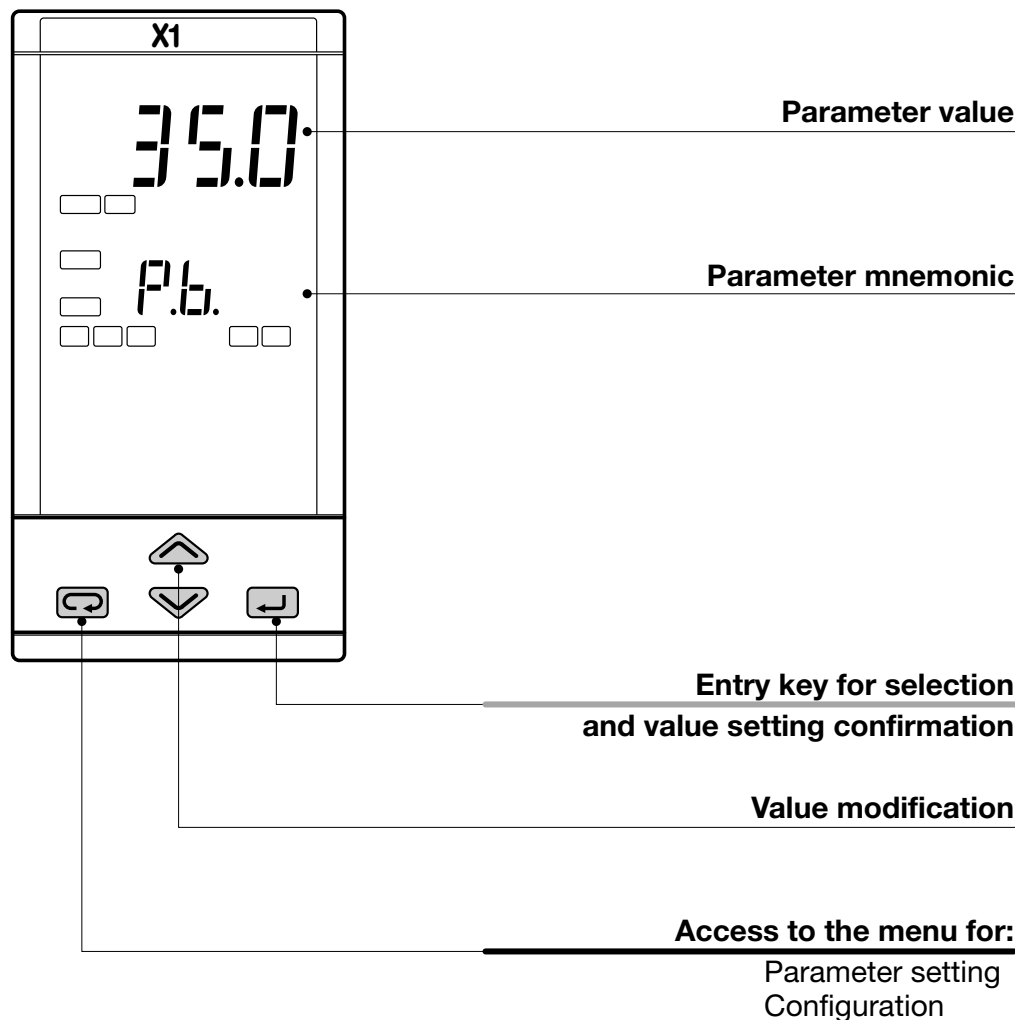 X1
35.0
Parameter value
P.b.
Parameter mnemonic
Entry key for selection
and value setting confirmation
Value modification
Access to the menu for:
Parameter setting
Configuration